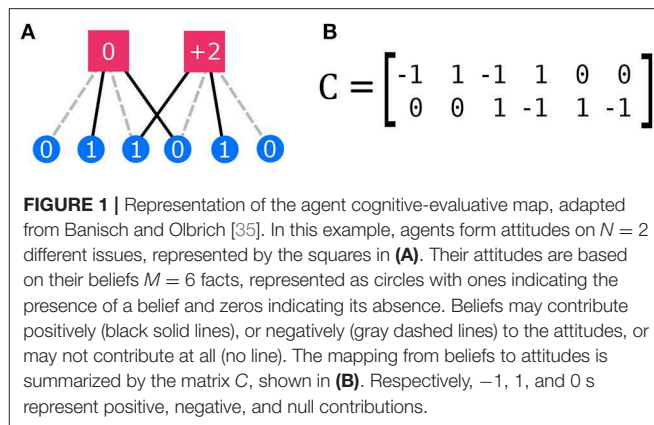 A
B
0 +2
0 1 1 0 1 0
C = [-1 1 -1 1 0 0
0 0 1 -1 1 -1]
FIGURE 1 | Representation of the agent cognitive-evaluative map, adapted
from Banisch and Olbrich [35]. In this example, agents form attitudes on N = 2
different issues, represented by the squares in (A). Their attitudes are based
on their beliefs M = 6 facts, represented as circles with ones indicating the
presence of a belief and zeros indicating its absence. Beliefs may contribute
positively (black solid lines), or negatively (gray dashed lines) to the attitudes, or
may not contribute at all (no line). The mapping from beliefs to attitudes is
summarized by the matrix C, shown in (B). Respectively, −1, 1, and 0 s
represent positive, negative, and null contributions.